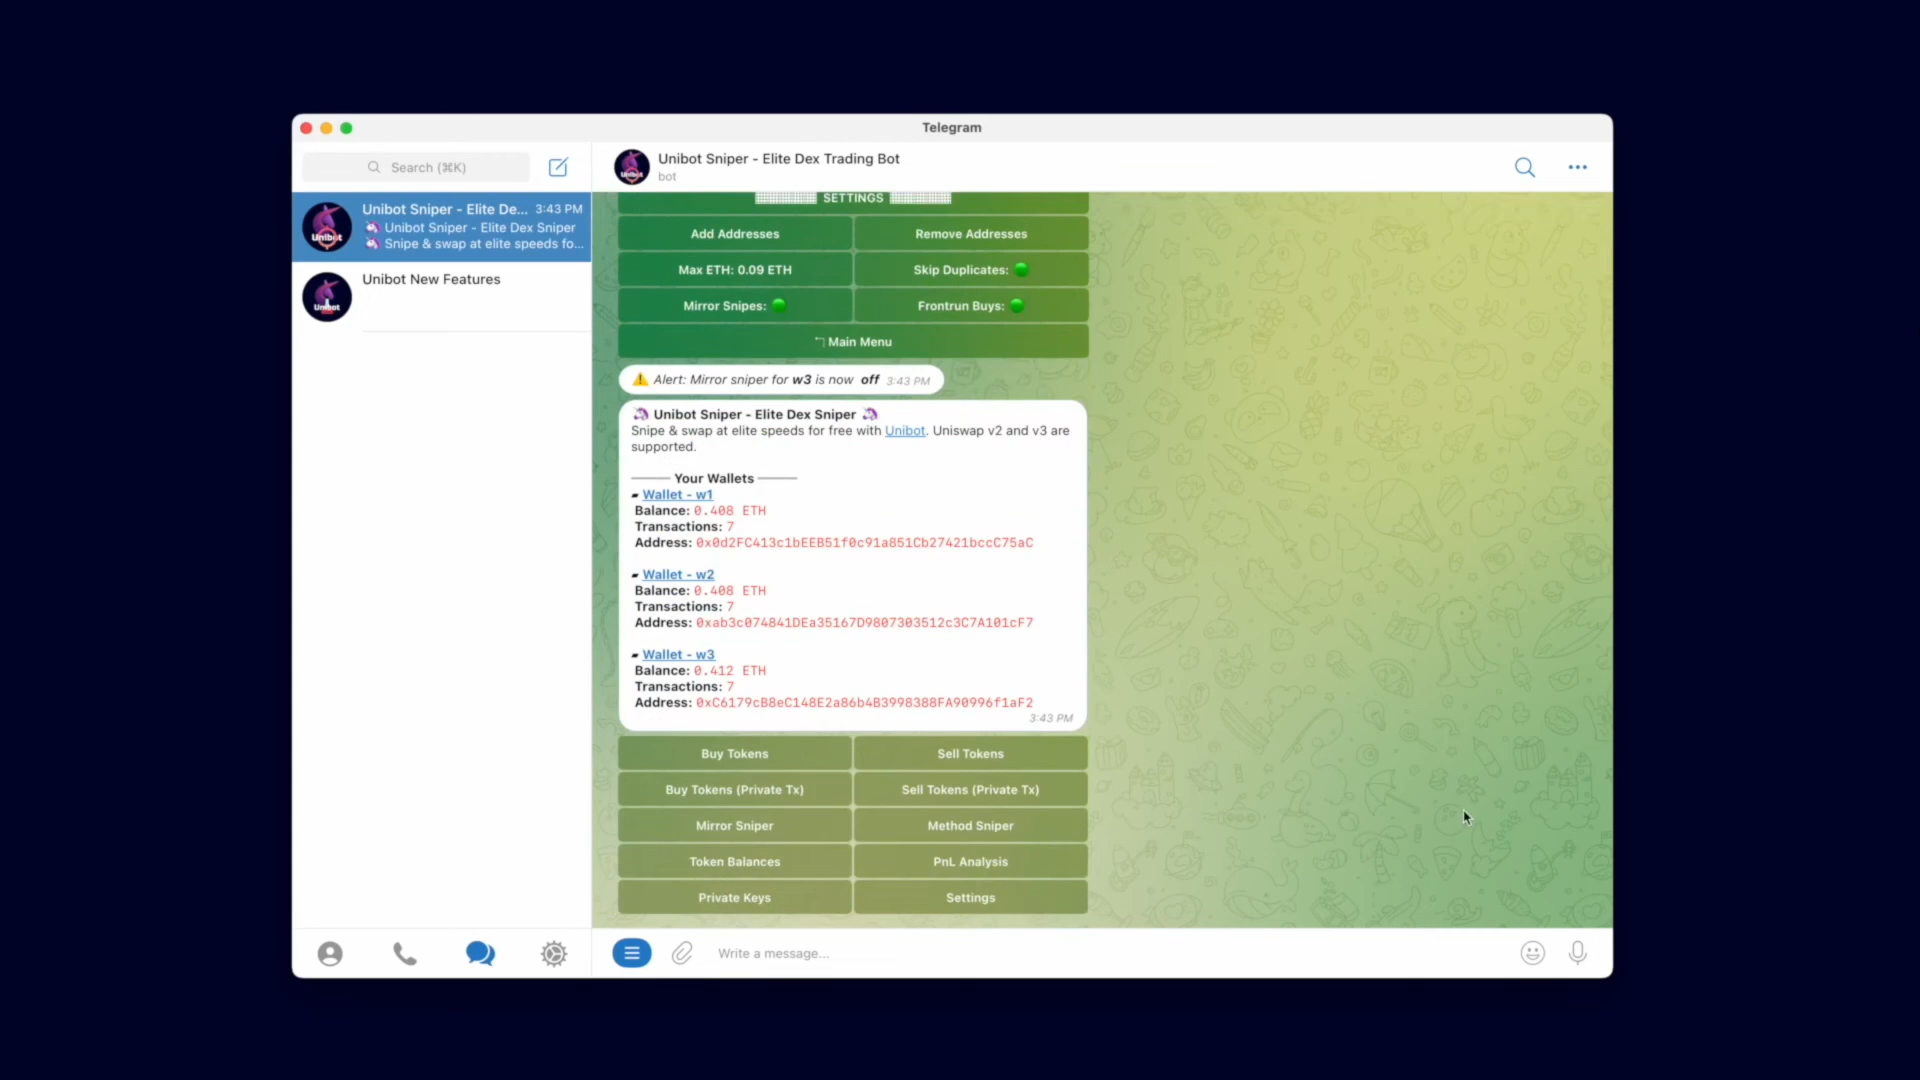 Telegram
Search (⌘K)
Unibot Sniper - Elite De... 3:43 PM
🦄 Unibot Sniper - Elite Dex Sniper
🦄 Snipe & swap at elite speeds fo...
Unibot
Unibot New Features
Unibot
Unibot Sniper - Elite Dex Trading Bot
bot
SETTINGS
Add Addresses
Remove Addresses
Max ETH: 0.09 ETH
Skip Duplicates: 🟢
Mirror Snipes: 🟢
Frontrun Buys: 🟢
Main Menu
⚠️ Alert: Mirror sniper for w3 is now off 3:43 PM
🦄 Unibot Sniper - Elite Dex Sniper 🦄
Snipe & swap at elite speeds for free with Unibot. Uniswap v2 and v3 are
supported.
Your Wallets
Wallet - w1
Balance: 0.408 ETH
Transactions: 7
Address: 0x0d2FC413c1bEEB51f0c91a851Cb27421bccC75aC
Wallet - w2
Balance: 0.408 ETH
Transactions: 7
Address: 0xab3c074841DEa35167D9807303512c3C7A101cF7
Wallet - w3
Balance: 0.412 ETH
Transactions: 7
Address: 0xC6179cB8eC148E2a86b4B3998388FA90996f1aF2
3:43 PM
Buy Tokens
Sell Tokens
Buy Tokens (Private Tx)
Sell Tokens (Private Tx)
Mirror Sniper
Method Sniper
Token Balances
PnL Analysis
Private Keys
Settings
Write a message...